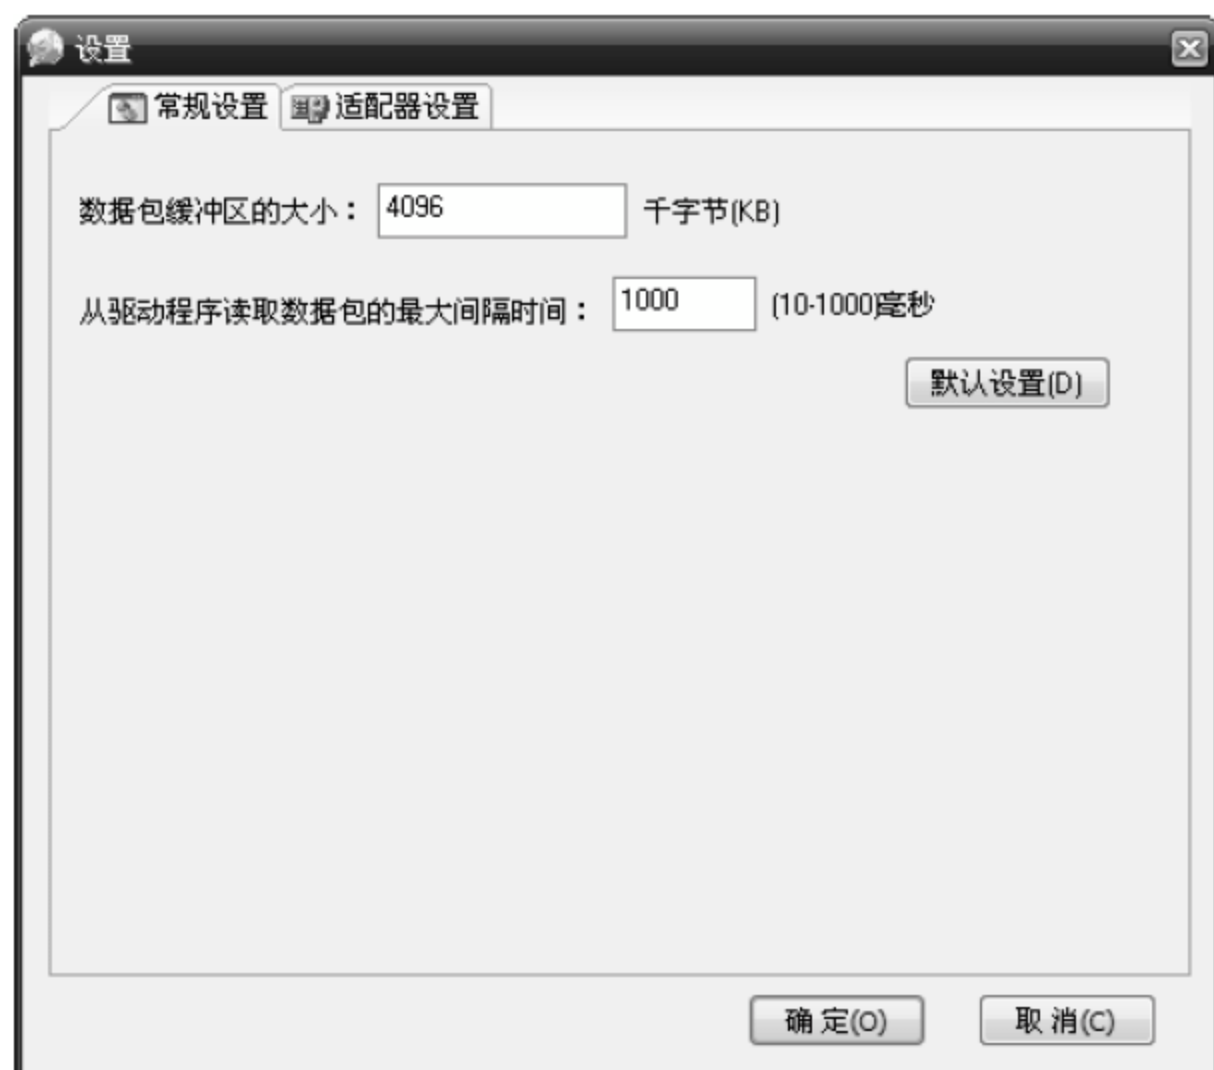 设置
常规设置 适配器设置
数据包缓冲区的大小： 4096 千字节(KB)
从驱动程序读取数据包的最大间隔时间： 1000 (10-1000)毫秒
默认设置(D)
确 定(O) 取 消(C)